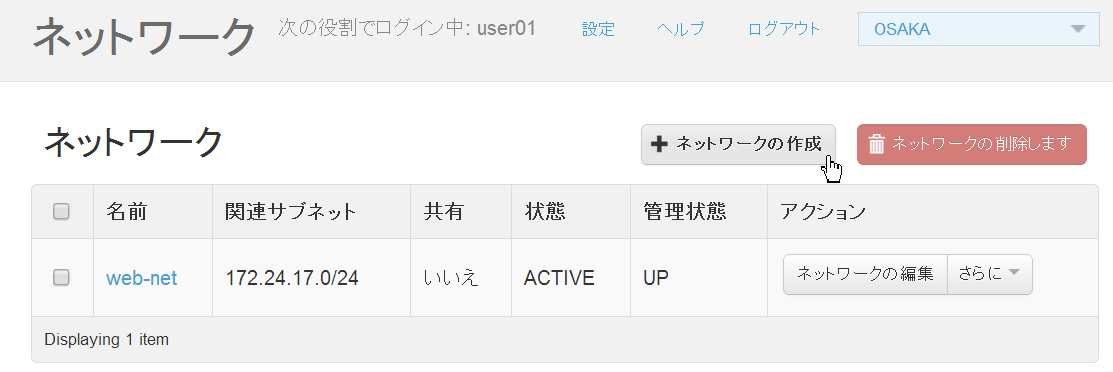 ネットワーク 次の役割でログイン中: user01 設定 ヘルプ ログアウト OSAKA
ネットワーク ネットワークの作成 ネットワークの削除します
名前 関連サブネット 共有 状態 管理状態 アクション
web-net 172.24.17.0/24 いいえ ACTIVE UP ネットワークの編集 さらに
Displaying 1 item